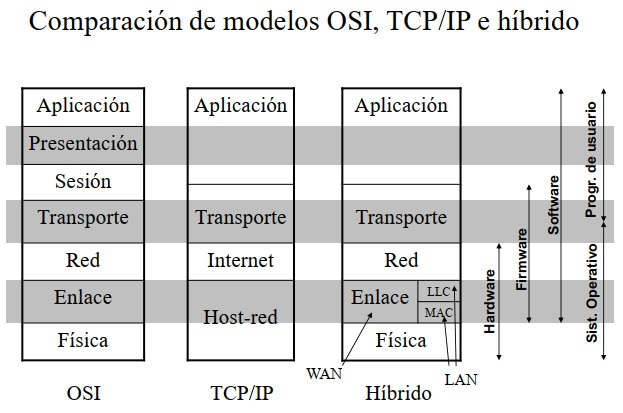 Comparación de modelos OSI, TCP/IP e híbrido
Aplicación
Presentación
Sesión
Transporte
Red
Enlace
Física
OSI
Aplicación
Transporte
Internet
Host-red
TCP/IP
Aplicación
Transporte
Red
Enlace
LLC
MAC
Física
WAN
LAN
Híbrido
Hardware
Firmware
Software
Progr. de usuario
Sist. Operativo